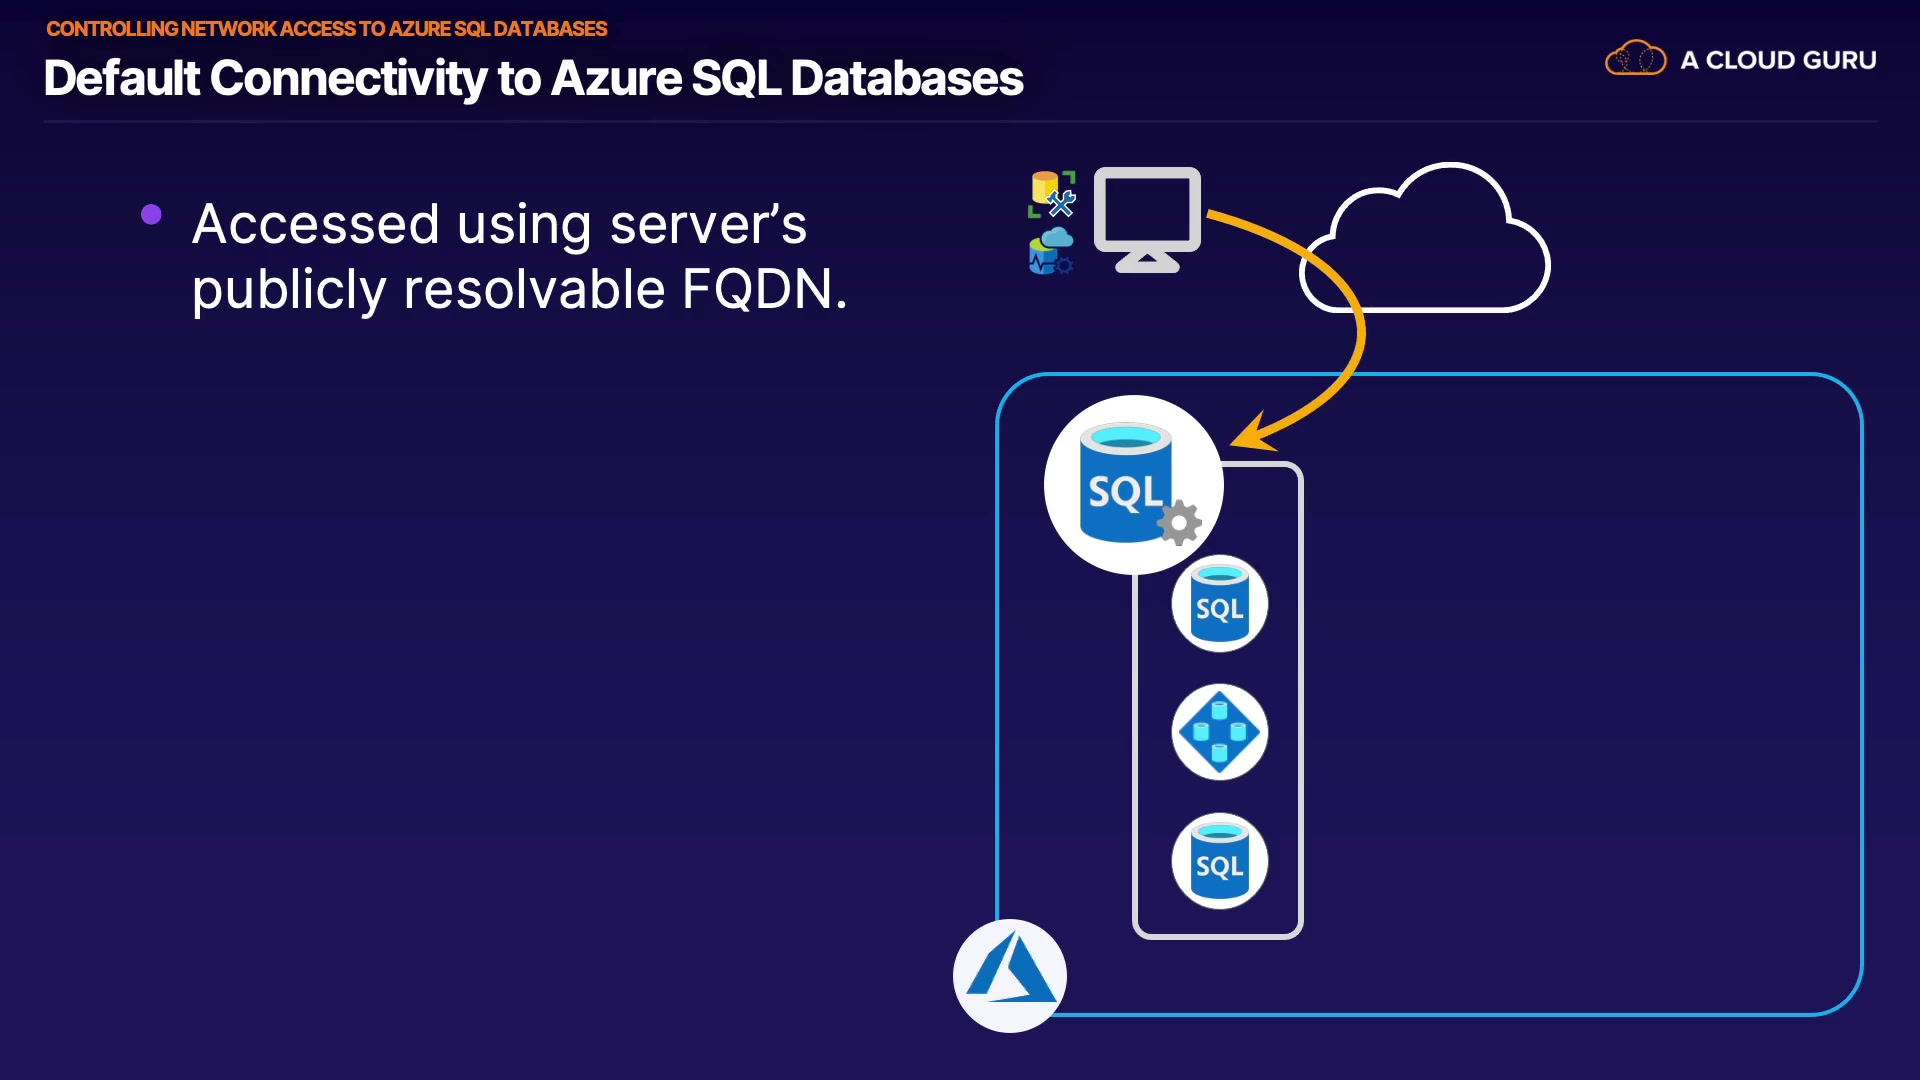 CONTROLLING NETWORK ACCESS TO AZURE SQL DATABASES
Default Connectivity to Azure SQL Databases
A CLOUD GURU
Accessed using server’s
publicly resolvable FQDN.
SQL
SQL
SQL